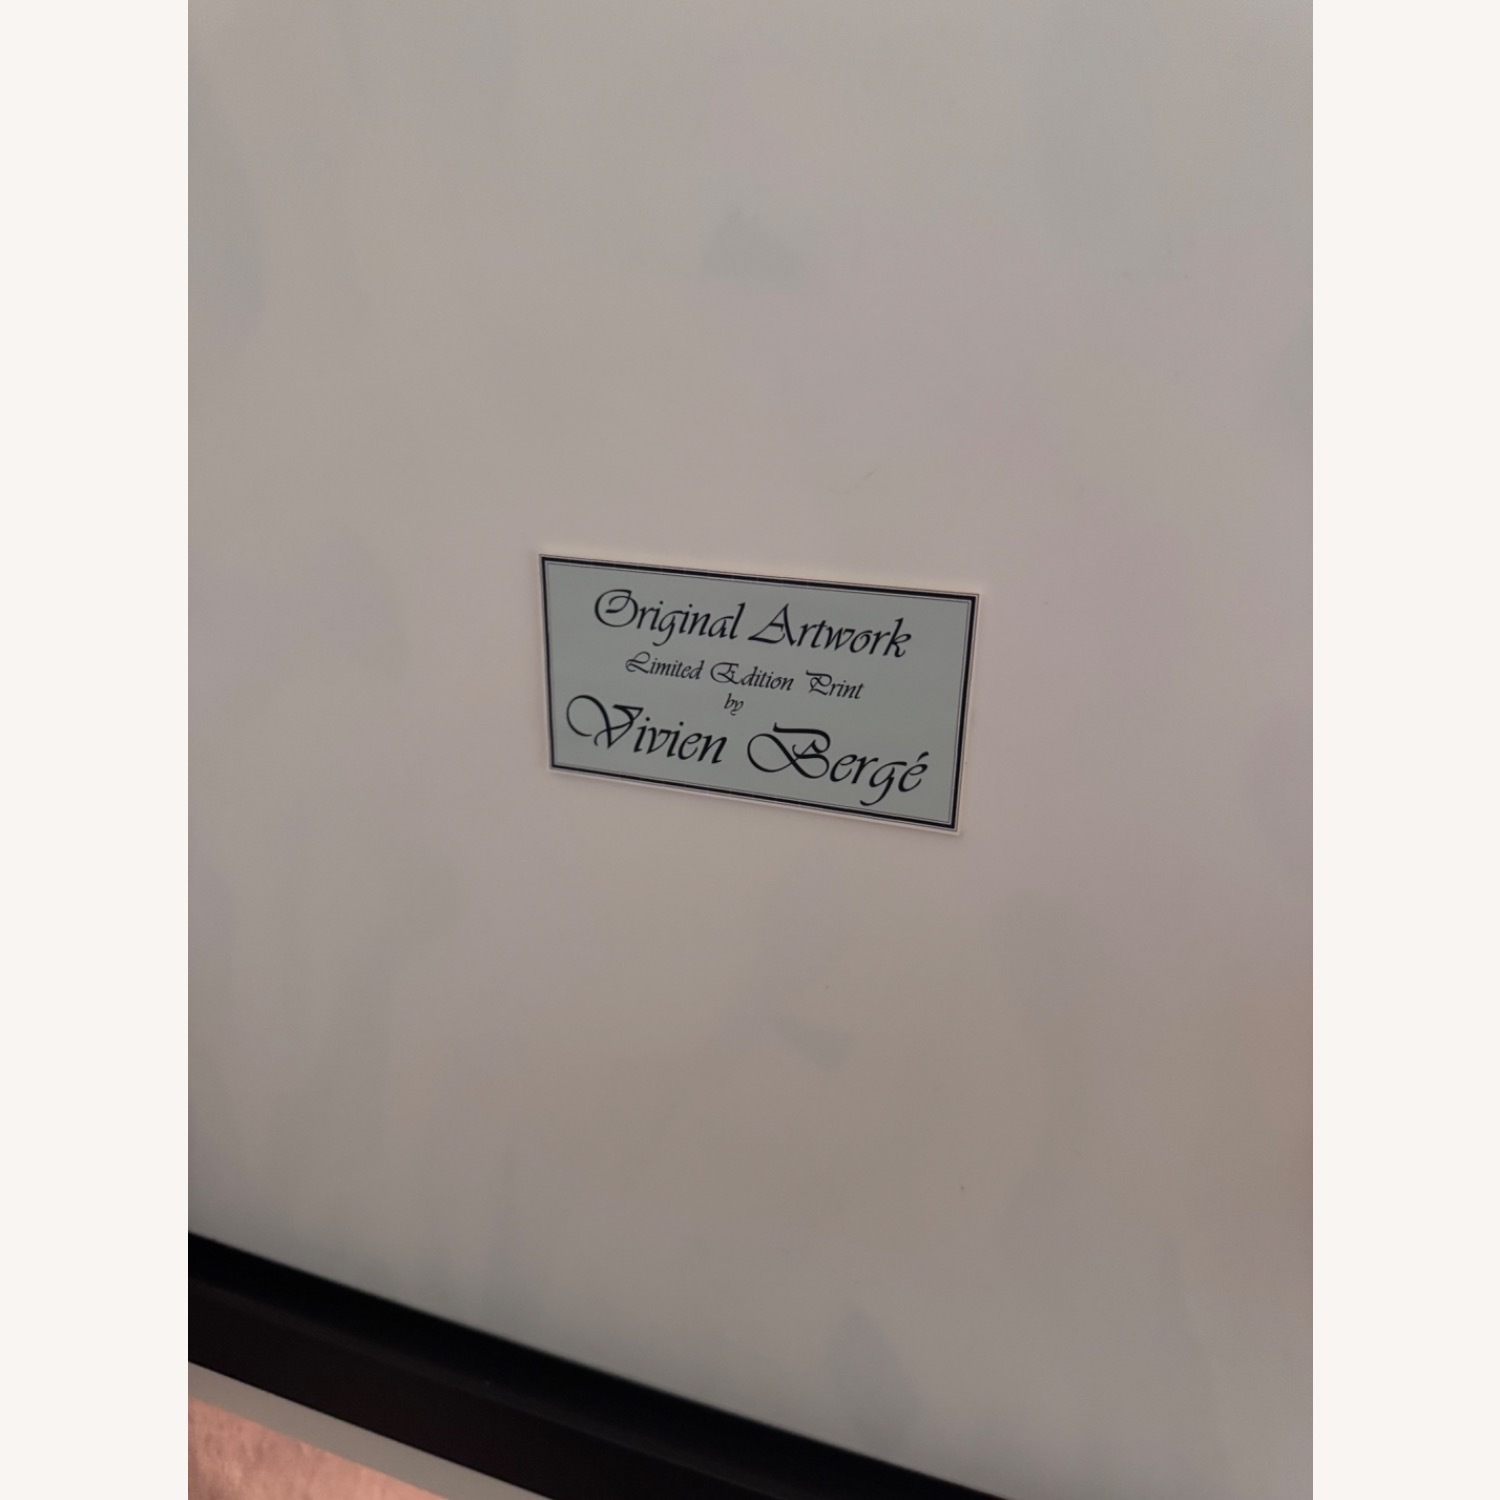 Original Artwork
Limited Edition Print
by
Vivien Bergé